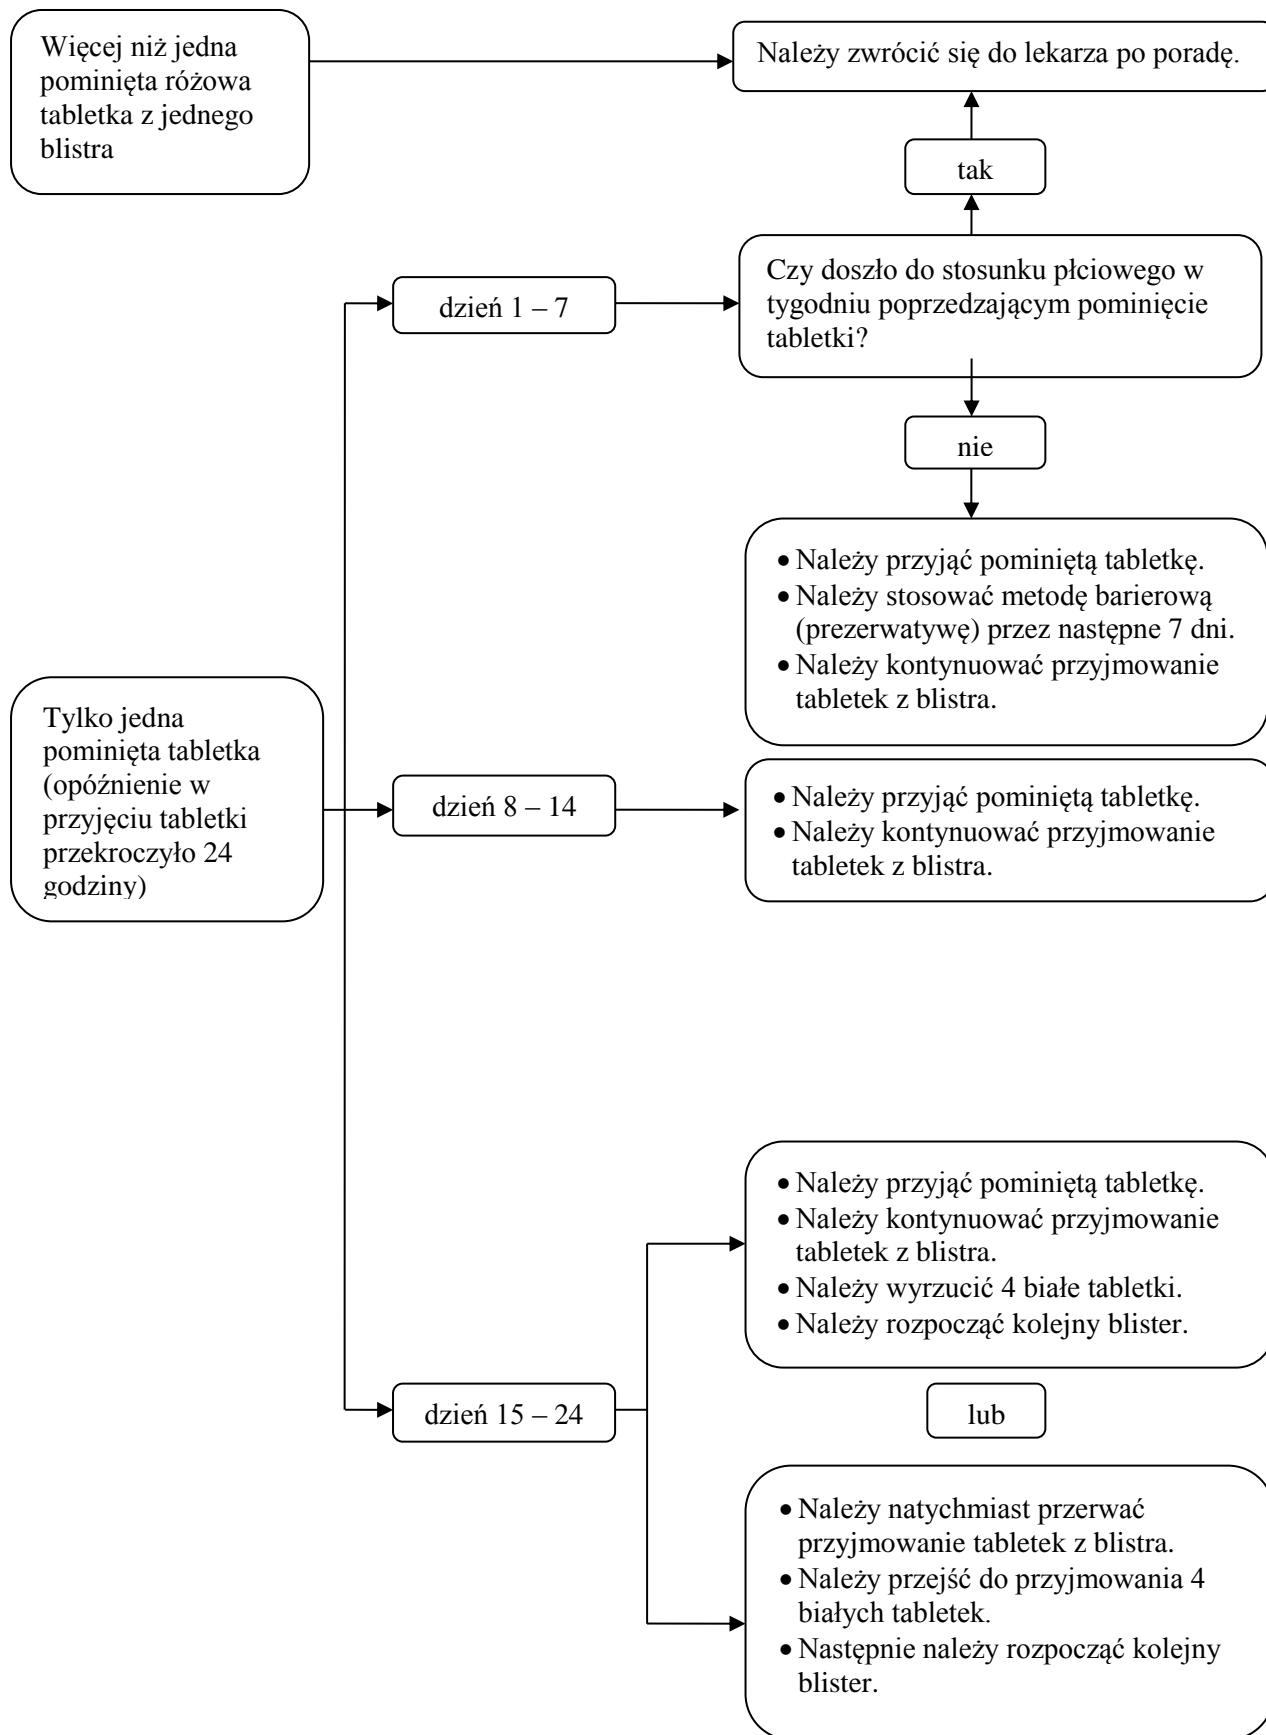 Więcej niż jedna
pominięta różowa
tabletka z jednego
blistra
Należy zwrócić się do lekarza po poradę.
tak
Czy doszło do stosunku płciowego w
tygodniu poprzedzającym pominięcie
tabletki?
dzień 1 – 7
nie
• Należy przyjąć pominiętą tabletkę.
• Należy stosować metodę barierową
(prezerwatywę) przez następne 7 dni.
• Należy kontynuować przyjmowanie
tabletek z blistra.
Tylko jedna
pominięta tabletka
(opóźnienie w
przyjęciu tabletki
przekroczyło 24
godziny)
dzień 8 – 14
• Należy przyjąć pominiętą tabletkę.
• Należy kontynuować przyjmowanie
tabletek z blistra.
• Należy przyjąć pominiętą tabletkę.
• Należy kontynuować przyjmowanie
tabletek z blistra.
• Należy wyrzucić 4 białe tabletki.
• Należy rozpocząć kolejny blister.
dzień 15 – 24
lub
• Należy natychmiast przerwać
przyjmowanie tabletek z blistra.
• Należy przejść do przyjmowania 4
białych tabletek.
• Następnie należy rozpocząć kolejny
blister.